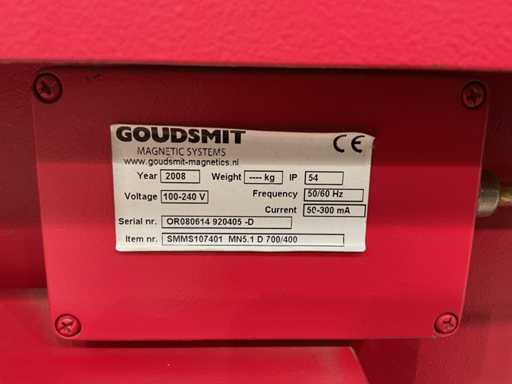 GOUDSMIT CE
MAGNETIC SYSTEMS
www.goudsmit-magnetics.nl
Year 2008 Weight ---- kg IP 54
Voltage 100-240 V Frequency 50/60 Hz
Current 50-300 mA
Serial nr. OR080614 920405 -D
Item nr. SMMS107401 MN5.1 D 700/400